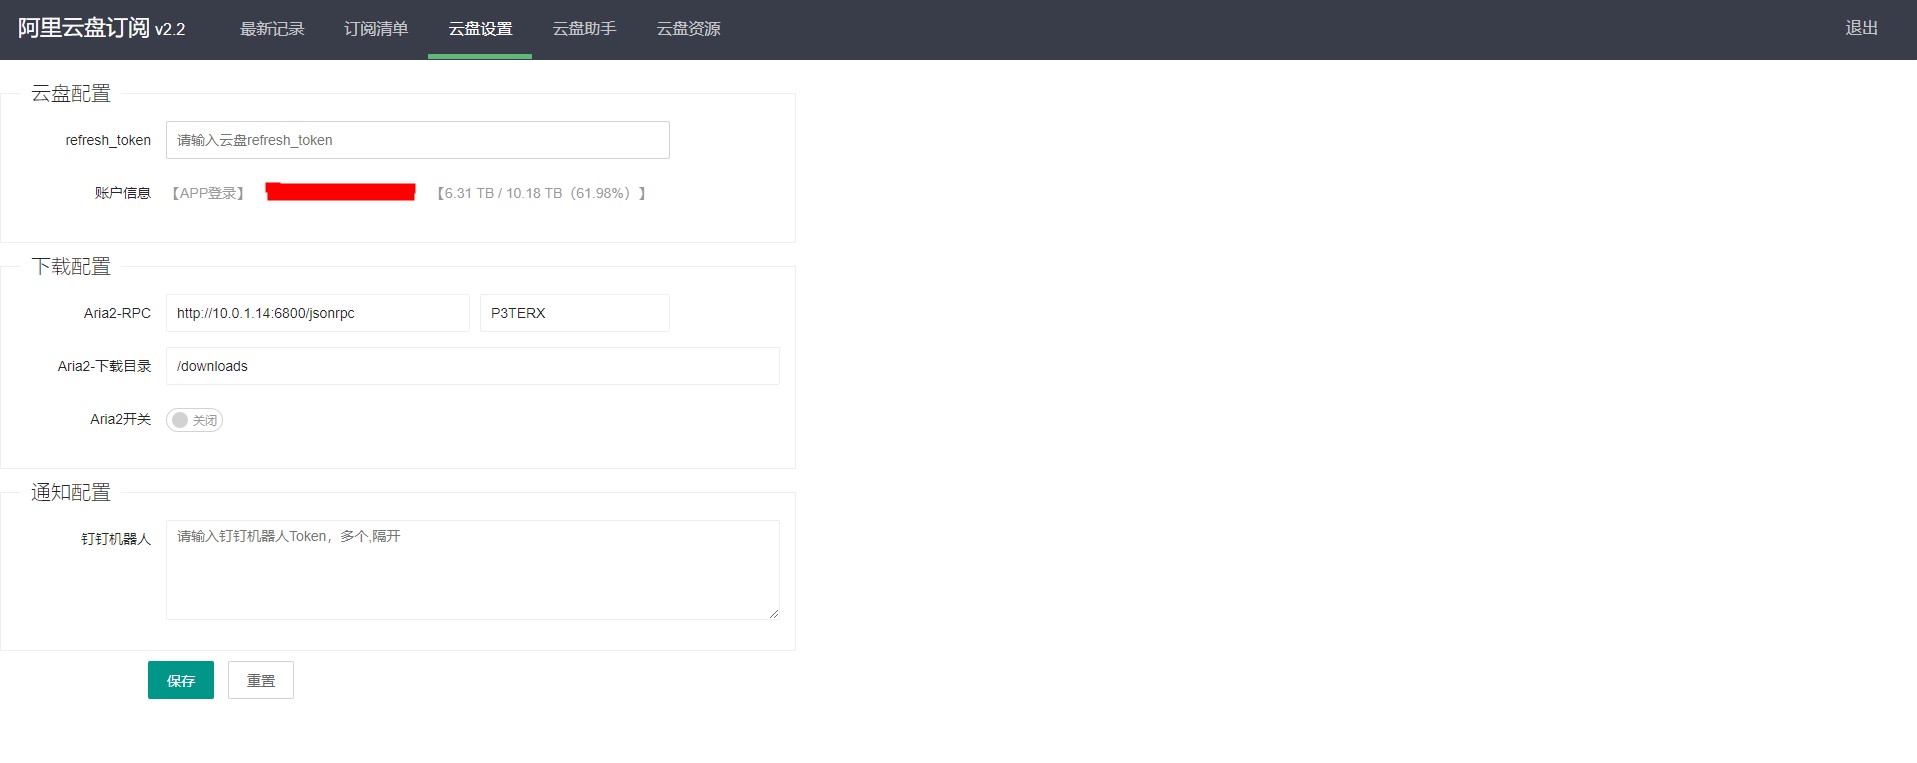 阿里云盘订阅 v2.2 最新记录 订阅清单 云盘设置 云盘助手 云盘资源 退出
云盘配置
refresh_token 请输入云盘refresh_token
账户信息 【APP登录】 【6.31 TB / 10.18 TB（61.98%）】
下载配置
Aria2-RPC http://10.0.1.14:6800/jsonrpc P3TERX
Aria2-下载目录 /downloads
Aria2开关 关闭
通知配置
钉钉机器人 请输入钉钉机器人Token，多个,隔开
保存 重置